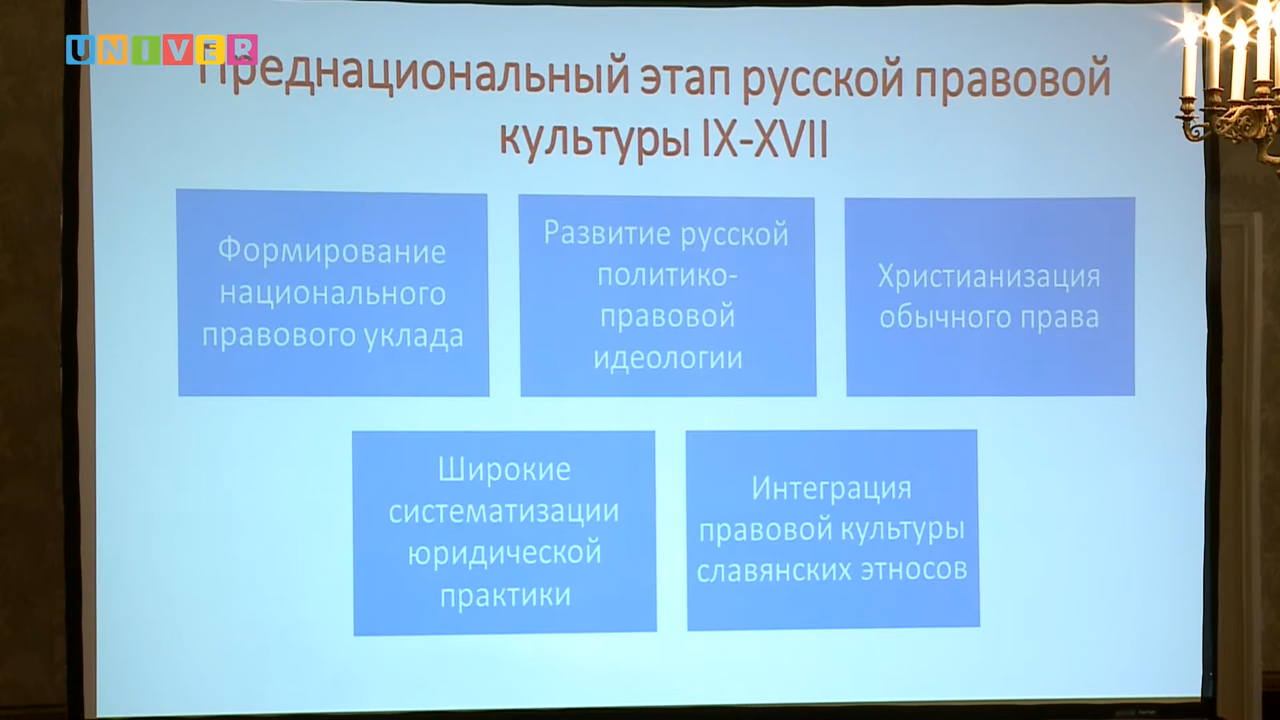 UNIVER
Преднациональный этап русской правовой
культуры IX-XVII
Формирование
национального
правового уклада
Развитие русской
политико-
правовой
идеологии
Христианизация
обычного права
Широкие
систематизации
юридической
практики
Интеграция
правовой культуры
славянских этносов